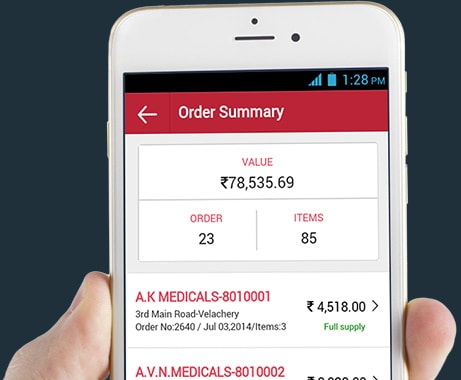 1:28 PM
Order Summary
VALUE
₹78,535.69
ORDER ITEMS
23 85
A.K MEDICALS-8010001
3rd Main Road-Velachery
₹ 4,518.00
Order No:2640 / Jul 03,2014/Items:3
Full supply
A.V.N.MEDICALS-8010002